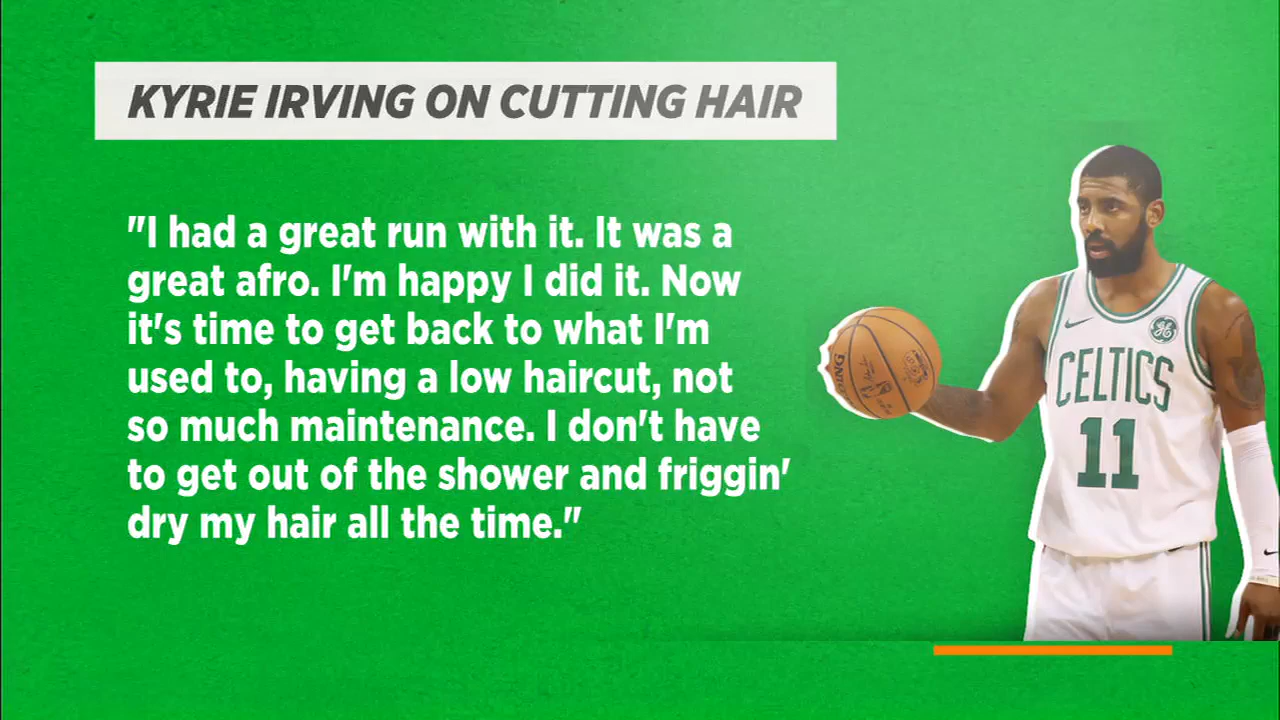 KYRIE IRVING ON CUTTING HAIR
"I had a great run with it. It was a
great afro. I'm happy I did it. Now
it's time to get back to what I'm
used to, having a low haircut, not
so much maintenance. I don't have
to get out of the shower and friggin'
dry my hair all the time."
CELTICS
11